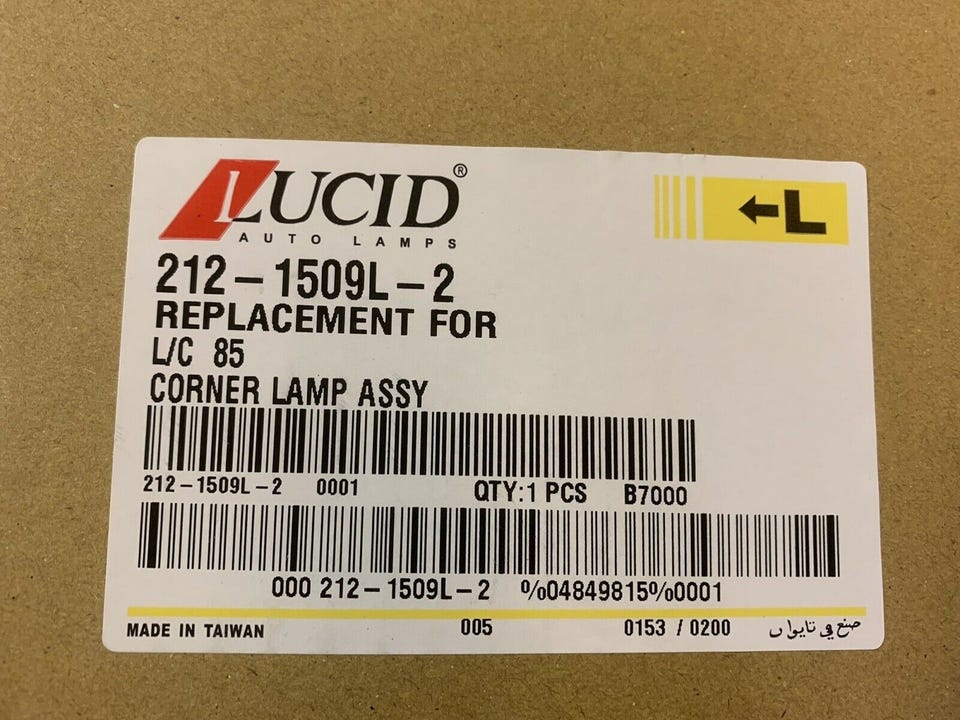 LUCID®
AUTO LAMPS
←L
212-1509L-2
REPLACEMENT FOR
L/C 85
CORNER LAMP ASSY
212-1509L-2 0001 QTY:1 PCS B7000
000 212-1509L-2 %04849815%0001
MADE IN TAIWAN 005 0153 / 0200 صنع في تايوان